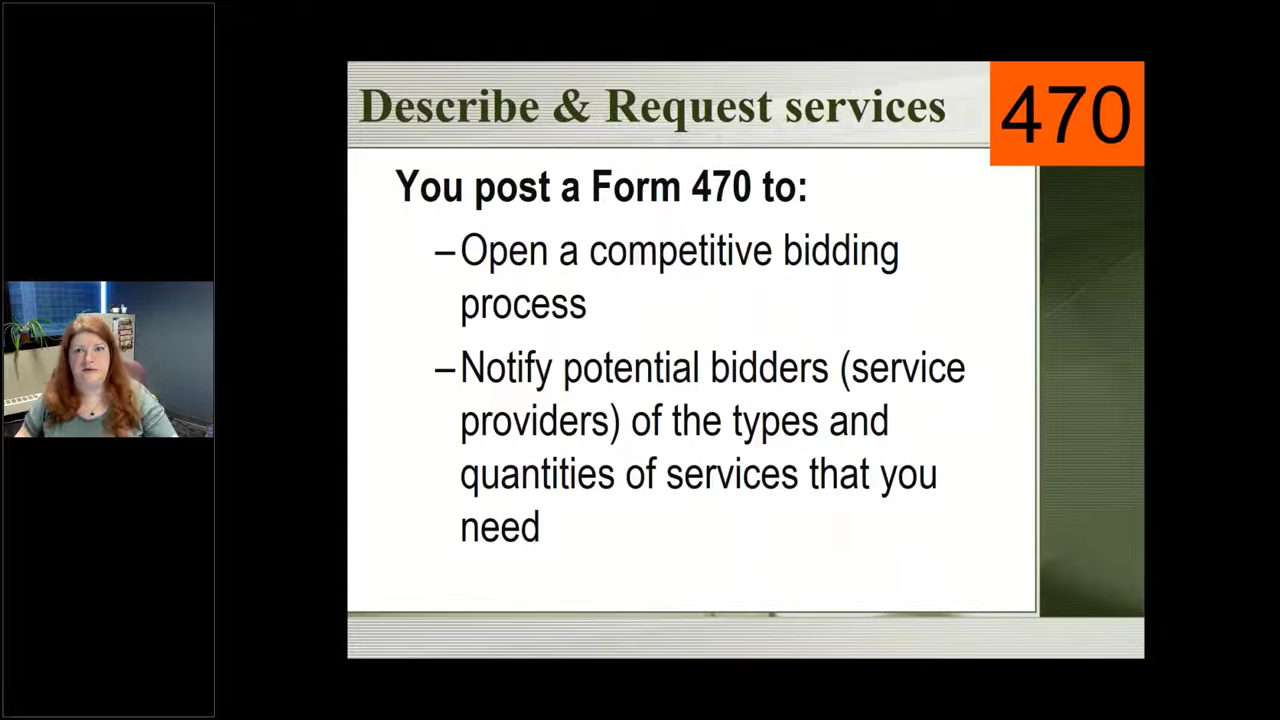 Describe & Request services
470
You post a Form 470 to:
–Open a competitive bidding
process
–Notify potential bidders (service
providers) of the types and
quantities of services that you
need